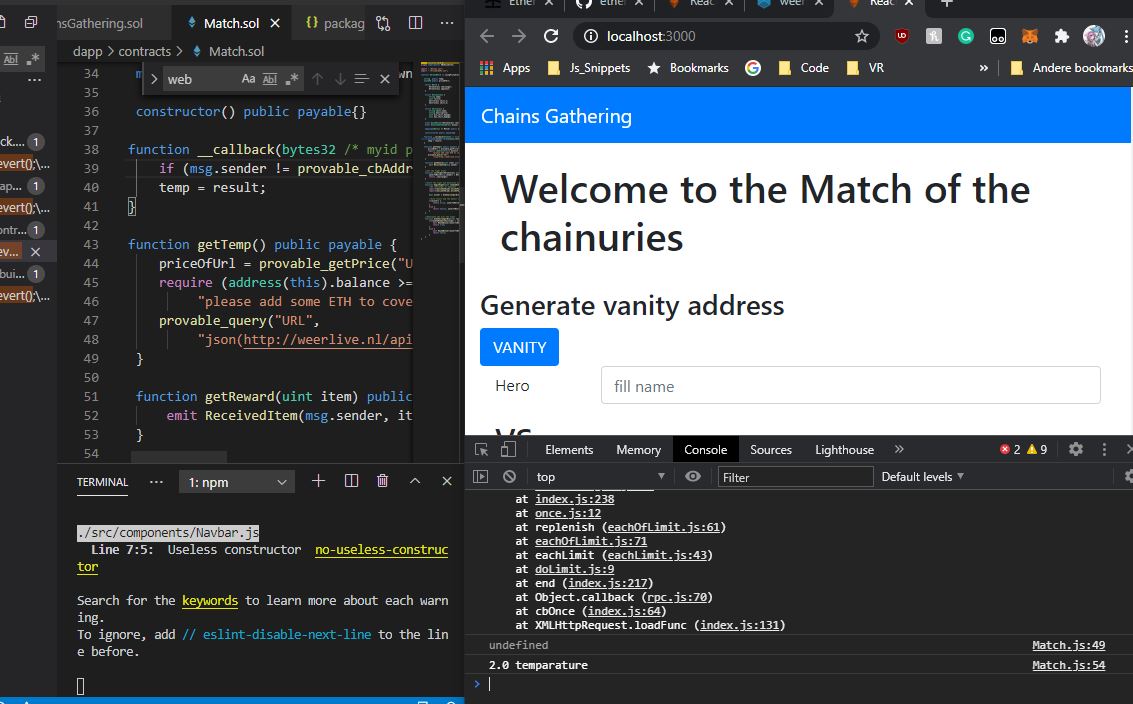 nsGathering.sol
Match.sol
packag
dapp > contracts > Match.sol
web
Aa
Abl
34
35
36 constructor() public payable{}
37
38 function __callback(bytes32 /* myid p
39 if (msg.sender != provable_cbAddr
40 temp = result;
41 }
42
43 function getTemp() public payable {
44 priceOfUrl = provable_getPrice("U
45 require (address(this).balance >=
46 "please add some ETH to cove
47 provable_query("URL",
48 "json(http://weerlive.nl/api
49 }
50
51 function getReward(uint item) public
52 emit ReceivedItem(msg.sender, it
53 }
54
ck... 1
evert();\...
ap... 1
evert();\...
ontr... 1
ev...
bui... 1
evert();\...
TERMINAL
1: npm
./src/components/Navbar.js
Line 7:5: Useless constructor no-useless-construc
tor
Search for the keywords to learn more about each warn
ing.
To ignore, add // eslint-disable-next-line to the lin
e before.
localhost:3000
Apps
Js_Snippets
Bookmarks
Code
VR
»
Andere bookmarks
Chains Gathering
Welcome to the Match of the
chainuries
Generate vanity address
VANITY
Hero
fill name
VS
Elements
Memory
Console
Sources
Lighthouse
»
2
9
top
Filter
Default levels
at index.js:238
at once.js:12
at replenish (eachOfLimit.js:61)
at eachOfLimit.js:71
at eachLimit (eachLimit.js:43)
at doLimit.js:9
at end (index.js:217)
at Object.callback (rpc.js:70)
at cbOnce (index.js:64)
at XMLHttpRequest.loadFunc (index.js:131)
undefined Match.js:49
2.0 temparature Match.js:54